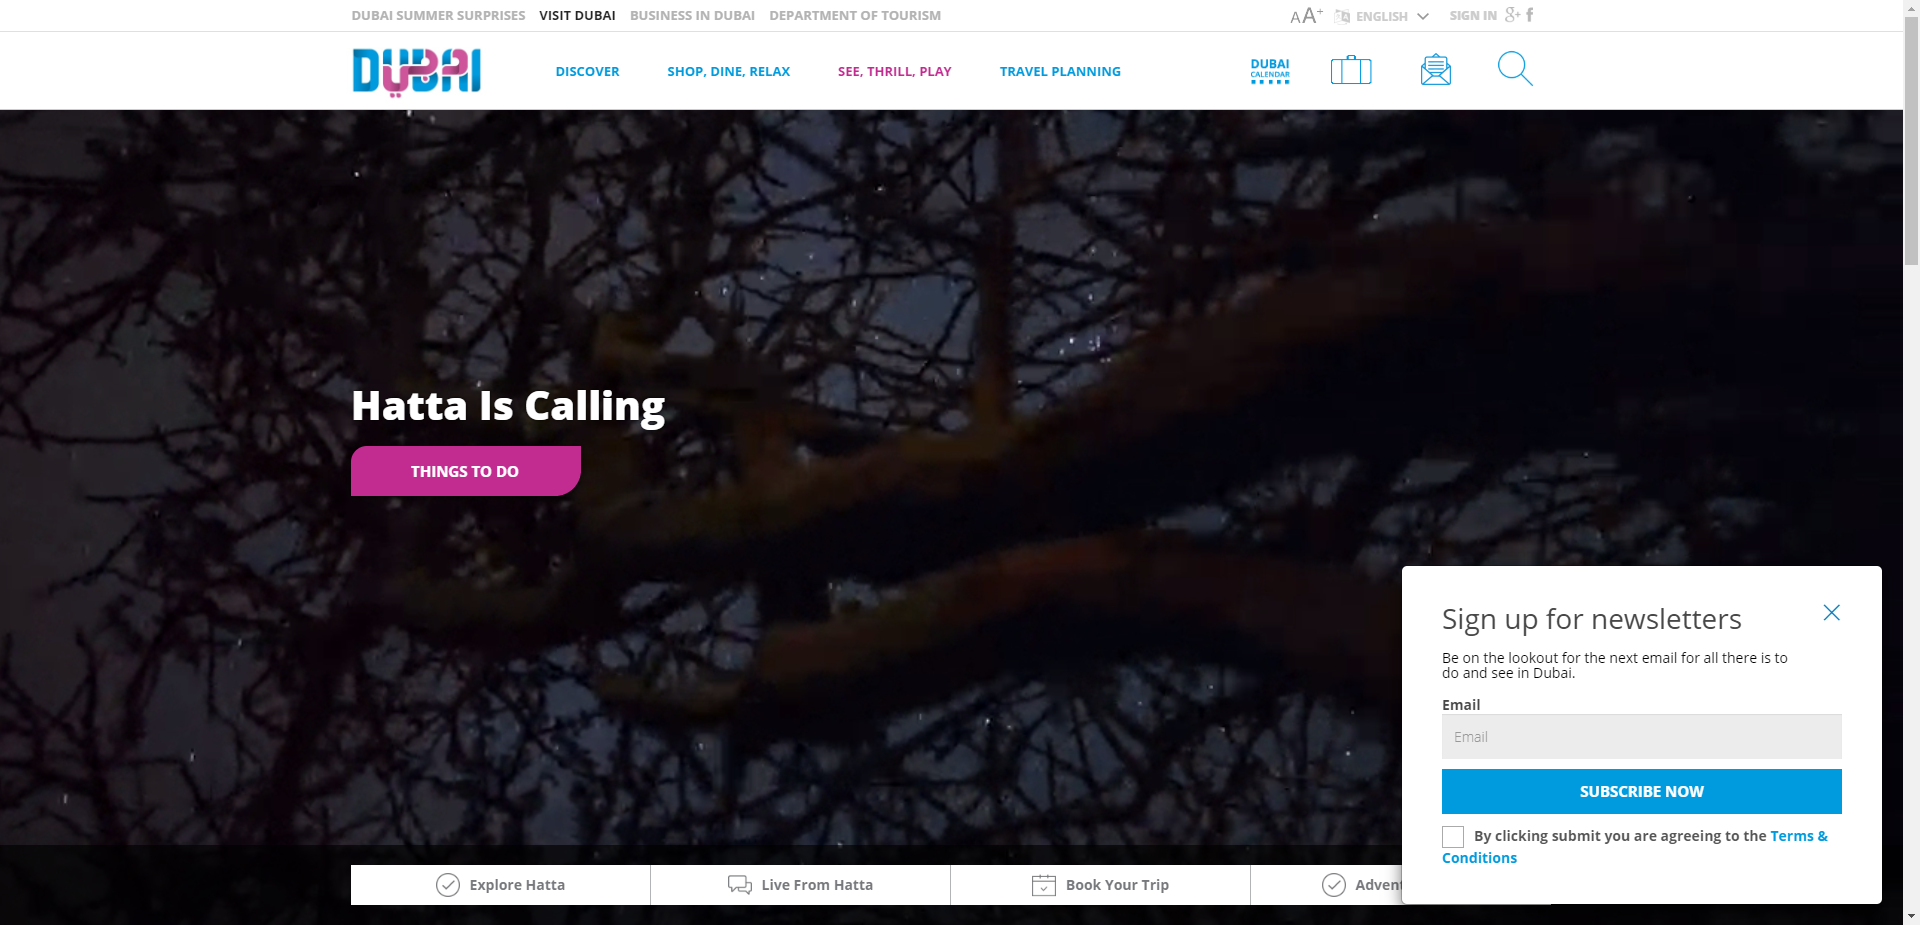 DUBAI SUMMER SURPRISES VISIT DUBAI BUSINESS IN DUBAI DEPARTMENT OF TOURISM
AA+ ENGLISH SIGN IN g+ f
DUBAI
DISCOVER SHOP, DINE, RELAX SEE, THRILL, PLAY TRAVEL PLANNING
DUBAI
CALENDAR
Hatta Is Calling
THINGS TO DO
Sign up for newsletters
Be on the lookout for the next email for all there is to
do and see in Dubai.
Email
Email
SUBSCRIBE NOW
By clicking submit you are agreeing to the Terms &
Conditions
Explore Hatta Live From Hatta Book Your Trip Advent